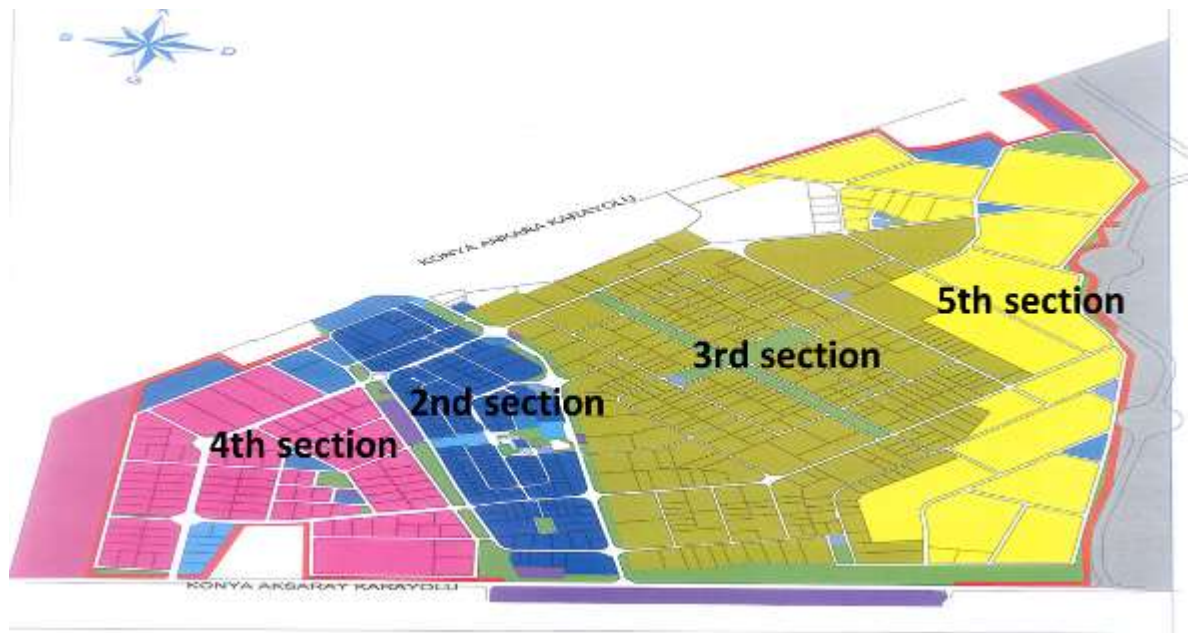 B
D
G
KONYA ANKARA KARAYOLU
5th section
3rd section
2nd section
4th section
KONYA AKSARAY KARAYOLU